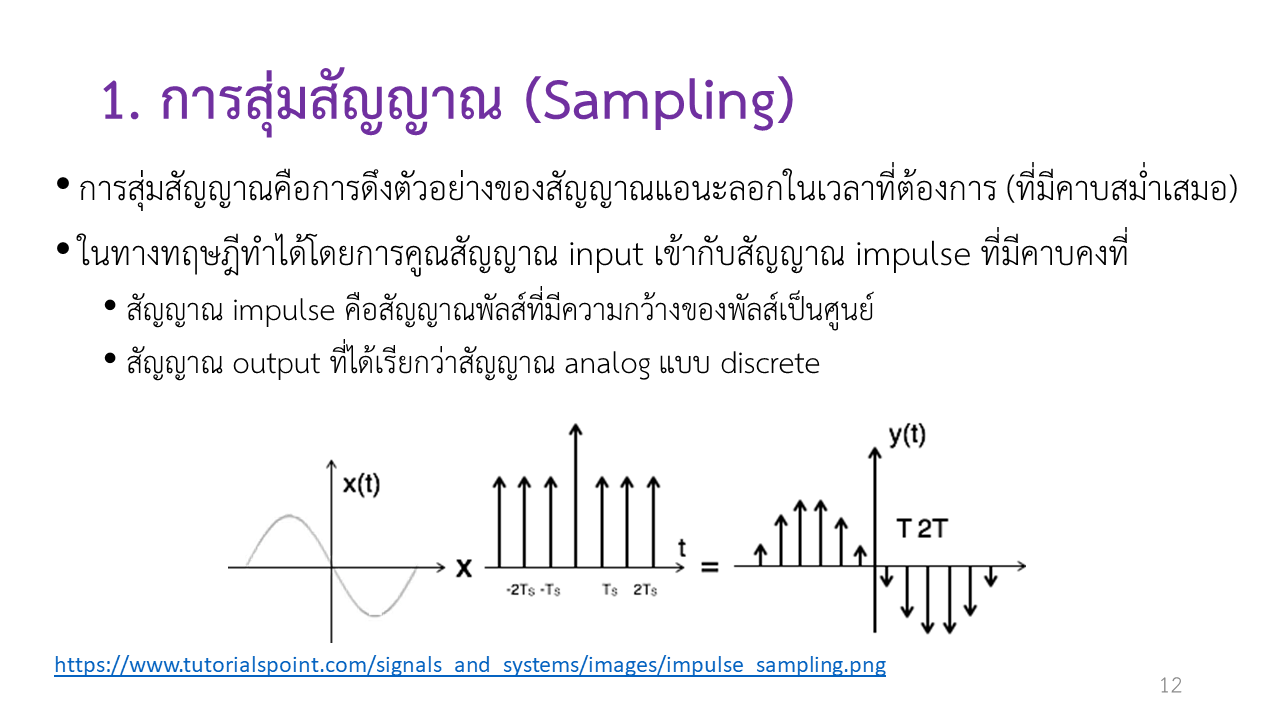 1. การสุ่มสัญญาณ (Sampling)
• การสุ่มสัญญาณคือการดึงตัวอย่างของสัญญาณแอนะลอกในเวลาที่ต้องการ (ที่มีคาบสม่ำเสมอ)
• ในทางทฤษฎีทำได้โดยการคูณสัญญาณ input เข้ากับสัญญาณ impulse ที่มีคาบคงที่
• สัญญาณ impulse คือสัญญาณพัลส์ที่มีความกว้างของพัลส์เป็นศูนย์
• สัญญาณ output ที่ได้เรียกว่าสัญญาณ analog แบบ discrete
x(t)
x
t
-2Ts -Ts Ts 2Ts
=
y(t)
T 2T
https://www.tutorialspoint.com/signals_and_systems/images/impulse_sampling.png
12